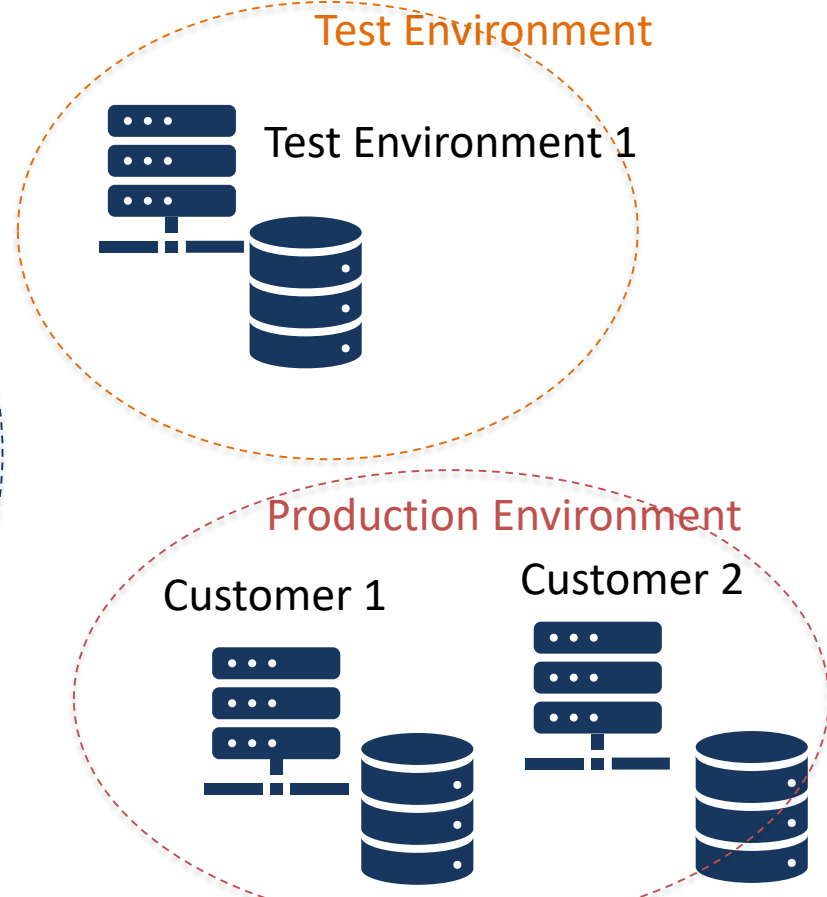 Test Environment
Test Environment 1
Production Environment
Customer 1
Customer 2